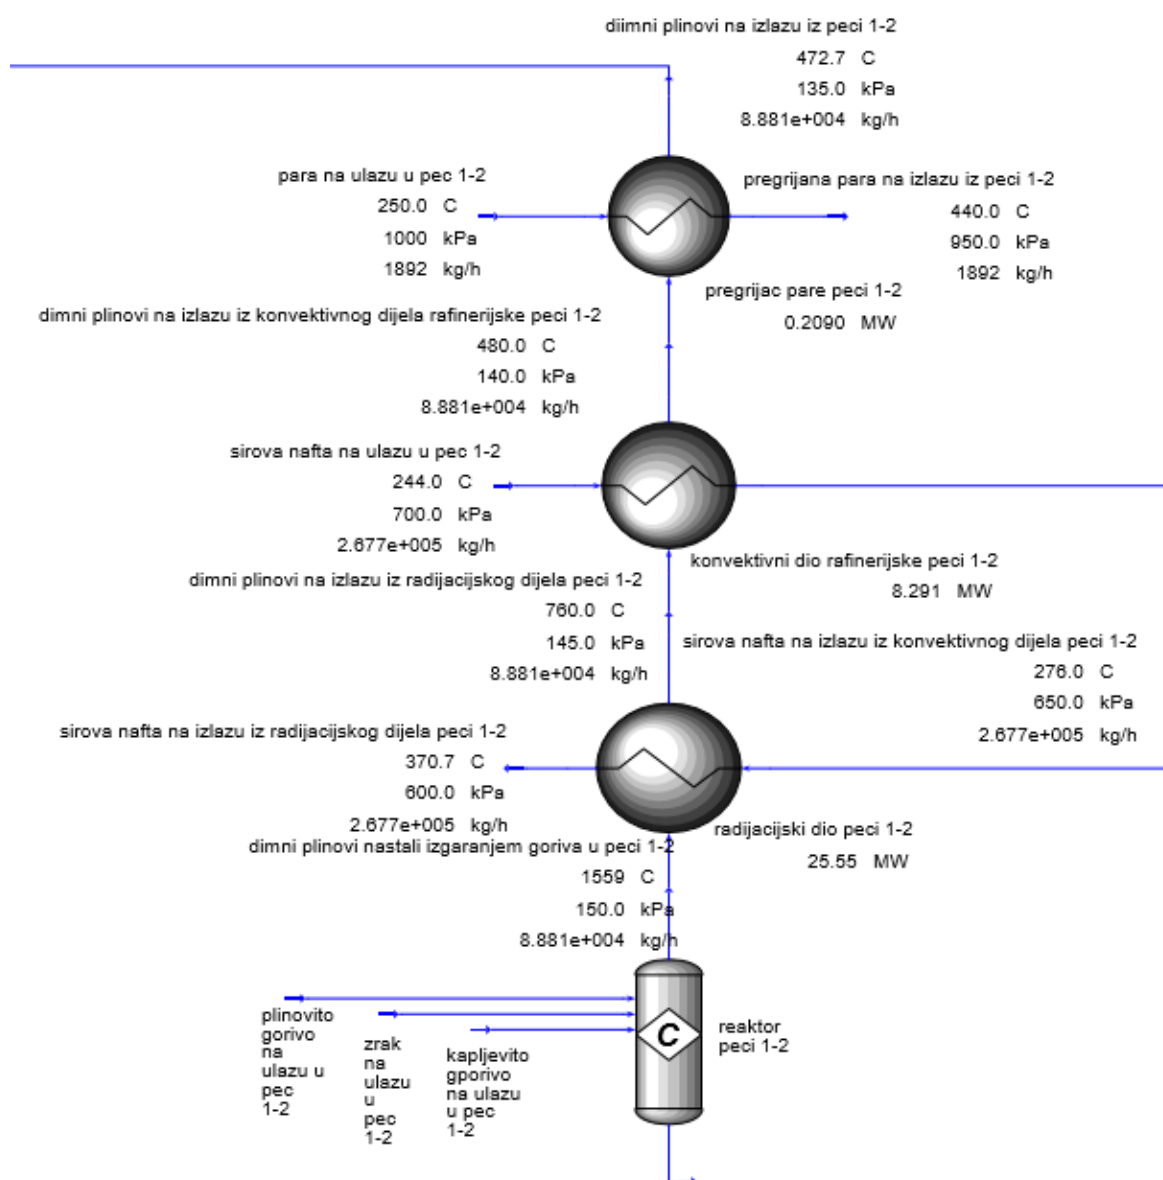 diimni plinovi na izlazu iz peci 1-2
472.7 C
135.0 kPa
8.881e+004 kg/h
para na ulazu u pec 1-2
250.0 C
1000 kPa
1892 kg/h
pregrijana para na izlazu iz peci 1-2
440.0 C
950.0 kPa
1892 kg/h
pregrijac pare peci 1-2
0.2090 MW
dimni plinovi na izlazu iz konvektivnog dijela rafinerijske peci 1-2
480.0 C
140.0 kPa
8.881e+004 kg/h
sirova nafta na ulazu u pec 1-2
244.0 C
700.0 kPa
2.677e+005 kg/h
konvektivni dio rafinerijske peci 1-2
8.291 MW
dimni plinovi na izlazu iz radijacijskog dijela peci 1-2
760.0 C
145.0 kPa
8.881e+004 kg/h
sirova nafta na izlazu iz konvektivnog dijela peci 1-2
276.0 C
650.0 kPa
2.677e+005 kg/h
sirova nafta na izlazu iz radijacijskog dijela peci 1-2
370.7 C
600.0 kPa
2.677e+005 kg/h
radijacijski dio peci 1-2
25.55 MW
dimni plinovi nastali izgaranjem goriva u peci 1-2
1559 C
150.0 kPa
8.881e+004 kg/h
plinovito
gorivo
na
ulazu u
pec
1-2
zrak
na
ulazu
u
pec
1-2
kapljevito
gporivo
na ulazu
u pec
1-2
C
reaktor
peci 1-2